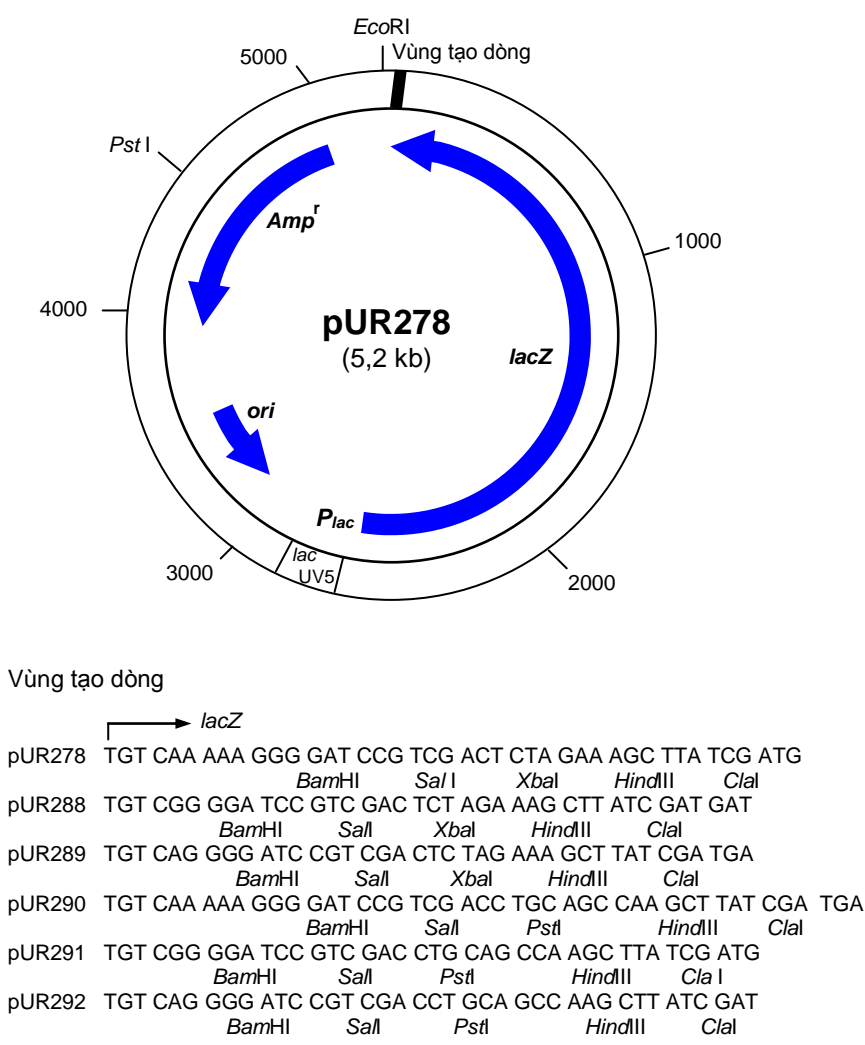 EcoRI
Vùng tạo dòng
5000
Pst I
Ampʳ
1000
4000
pUR278
(5,2 kb)
lacZ
ori
Plac
lac
UV5
3000
2000
Vùng tạo dòng
lacZ
pUR278 TGT CAA AAA GGG GAT CCG TCG ACT CTA GAA AGC TTA TCG ATG
BamHI Sal I XbaI HindIII ClaI
pUR288 TGT CGG GGA TCC GTC GAC TCT AGA AAG CTT ATC GAT GAT
BamHI SalI XbaI HindIII ClaI
pUR289 TGT CAG GGG ATC CGT CGA CTC TAG AAA GCT TAT CGA TGA
BamHI SalI XbaI HindIII ClaI
pUR290 TGT CAA AAA GGG GAT CCG TCG ACC TGC AGC CAA GCT TAT CGA TGA
BamHI SalI PstI HindIII ClaI
pUR291 TGT CGG GGA TCC GTC GAC CTG CAG CCA AGC TTA TCG ATG
BamHI SalI PstI HindIII Cla I
pUR292 TGT CAG GGG ATC CGT CGA CCT GCA GCC AAG CTT ATC GAT
BamHI SalI PstI HindIII ClaI